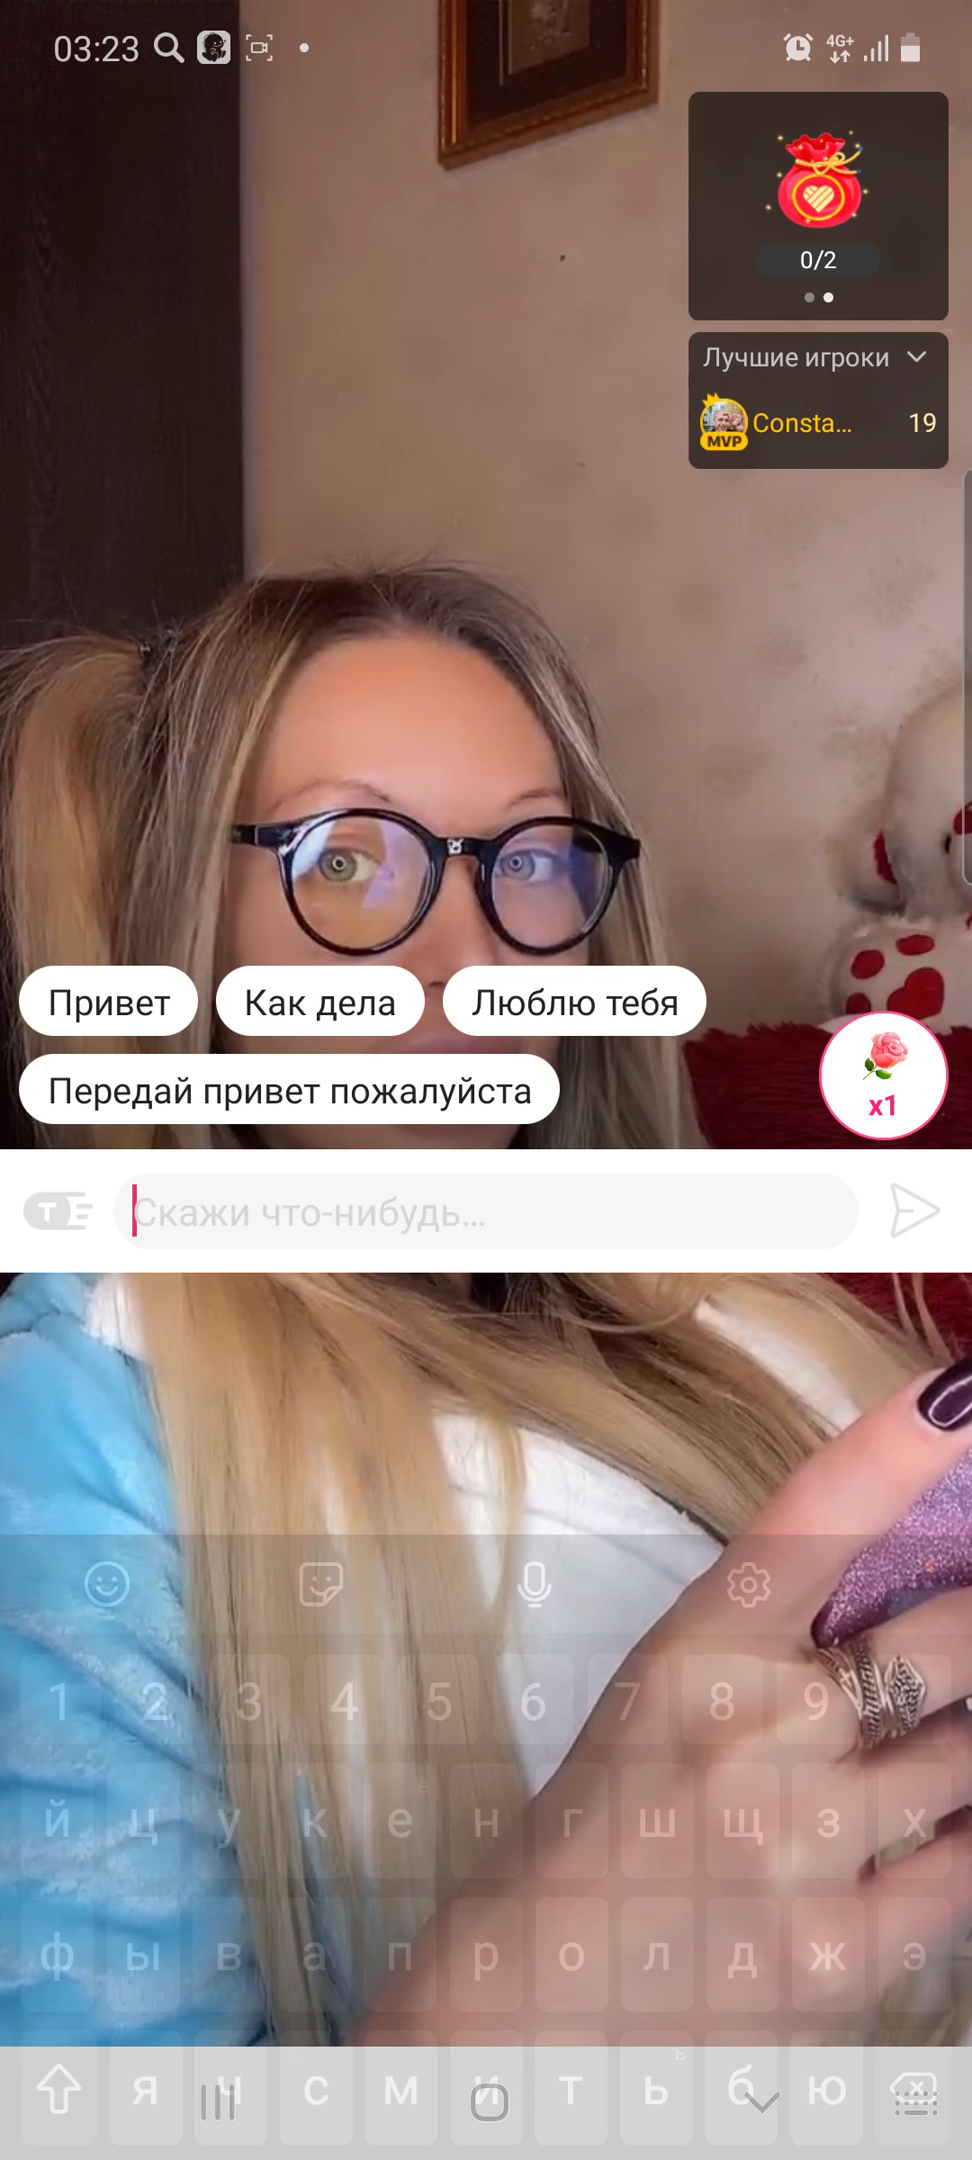 03:23
4G+
0/2
Лучшие игроки
MVP Consta... 19
Привет Как дела Люблю тебя
Передай привет пожалуйста
x1
T Скажи что-нибудь...
1 2 3 4 5 6 7 8 9
ё
й ц у к е н г ш щ з х
ф ы в а п р о л д ж э
ъ
я ч с м и т ь б ю